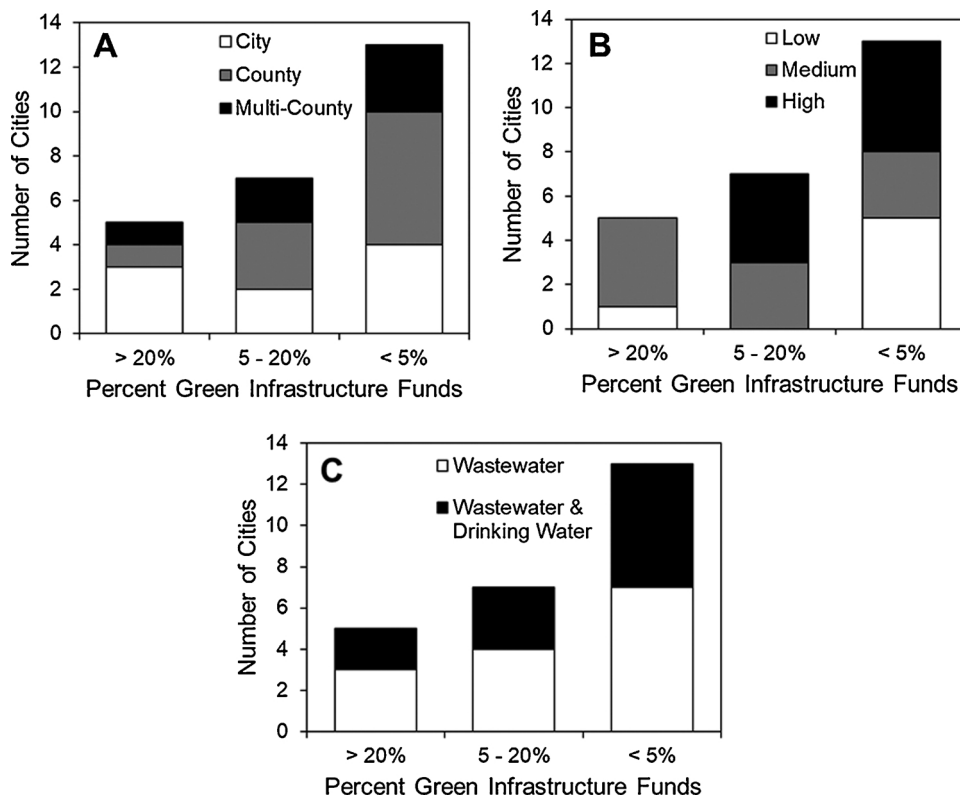 A
City
County
Multi-County
Number of Cities
14
12
10
8
6
4
2
0
> 20%
5 - 20%
< 5%
Percent Green Infrastructure Funds
B
Low
Medium
High
Number of Cities
14
12
10
8
6
4
2
0
> 20%
5 - 20%
< 5%
Percent Green Infrastructure Funds
C
Wastewater
Wastewater &
Drinking Water
Number of Cities
14
12
10
8
6
4
2
0
> 20%
5 - 20%
< 5%
Percent Green Infrastructure Funds